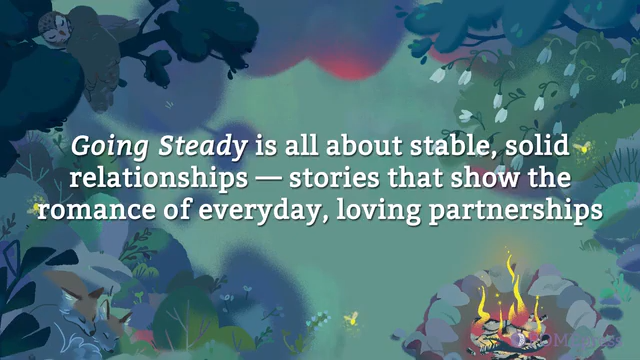 Going Steady is all about stable, solid
relationships — stories that show the
romance of everyday, loving partnerships